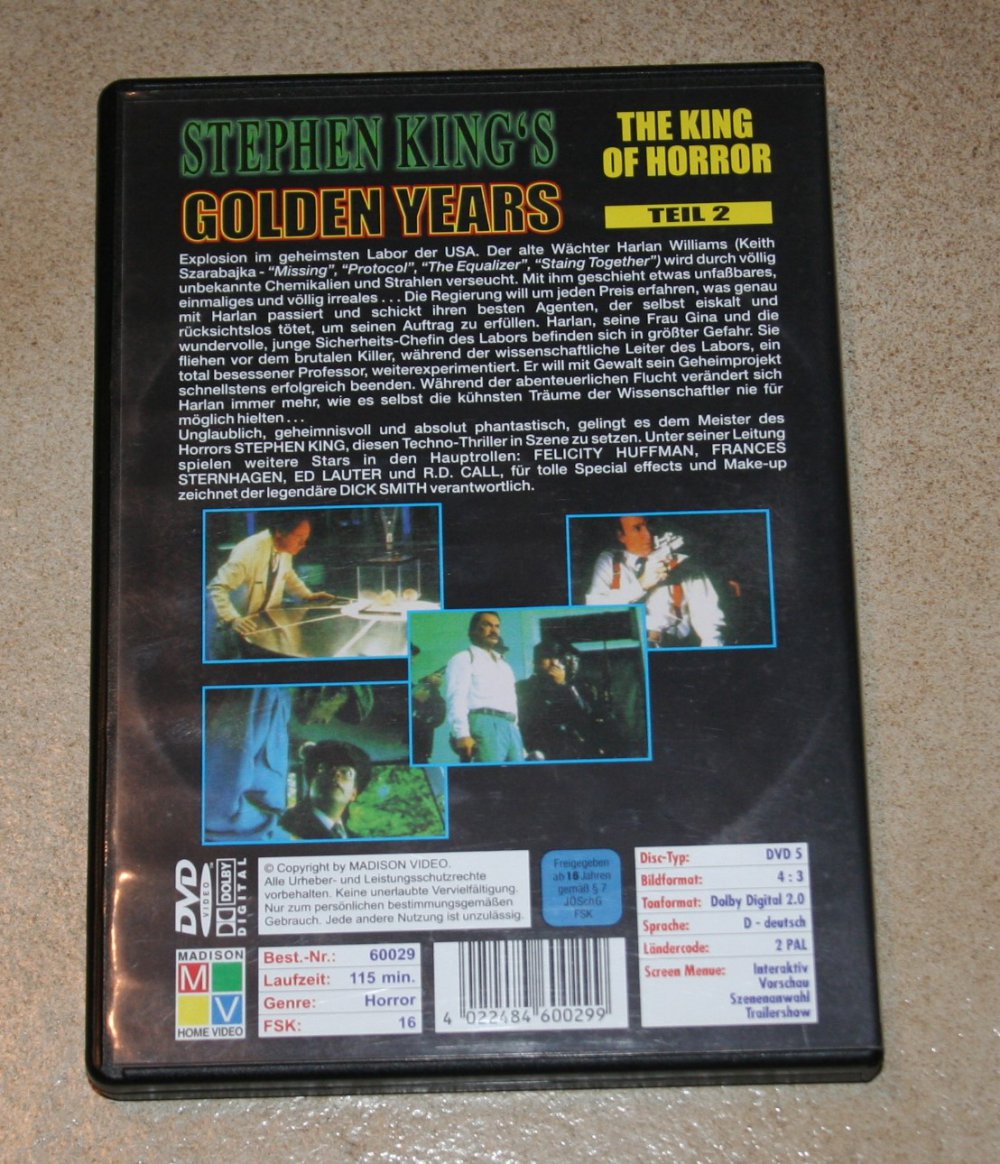 STEPHEN KING'S
GOLDEN YEARS
THE KING
OF HORROR
TEIL 2
Explosion im geheimsten Labor der USA. Der alte Wächter Harlan Williams (Keith
Szarabajka - "Missing", "Protocol", "The Equalizer", "Staing Together") wird durch völlig
unbekannte Chemikalien und Strahlen verseucht. Mit ihm geschieht etwas unfaßbares,
einmaliges und völlig irreales . . . Die Regierung will um jeden Preis erfahren, was genau
mit Harlan passiert und schickt ihren besten Agenten, der selbst eiskalt und
rücksichtslos tötet, um seinen Auftrag zu erfüllen. Harlan, seine Frau Gina und die
wundervolle, junge Sicherheits-Chefin des Labors befinden sich in größter Gefahr. Sie
fliehen vor dem brutalen Killer, während der wissenschaftliche Leiter des Labors, ein
total besessener Professor, weiterexperimentiert. Er will mit Gewalt sein Geheimprojekt
schnellstens erfolgreich beenden. Während der abenteuerlichen Flucht verändert sich
Harlan immer mehr, wie es selbst die kühnsten Träume der Wissenschaftler nie für
möglich hielten . . .
Unglaublich, geheimnisvoll und absolut phantastisch, gelingt es dem Meister des
Horrors STEPHEN KING, diesen Techno-Thriller in Szene zu setzen. Unter seiner Leitung
spielen weitere Stars in den Hauptrollen: FELICITY HUFFMAN, FRANCES
STERNHAGEN, ED LAUTER und R.D. CALL, für tolle Special effects und Make-up
zeichnet der legendäre DICK SMITH verantwortlich.
DVD
VIDEO
DOLBY
DIGITAL
© Copyright by MADISON VIDEO.
Alle Urheber- und Leistungsschutzrechte
vorbehalten. Keine unerlaubte Vervielfältigung.
Nur zum persönlichen bestimmungsgemäßen
Gebrauch. Jede andere Nutzung ist unzulässig.
Freigegeben
ab 16 Jahren
gemäß § 7
JÖSchG
FSK
Disc-Typ: DVD 5
Bildformat: 4 : 3
Tonformat: Dolby Digital 2.0
Sprache: D - deutsch
Ländercode: 2 PAL
Screen Menue: Interaktiv
Vorschau
Szenenanwahl
Trailershow
MADISON
M
V
HOME VIDEO
Best.-Nr.: 60029
Laufzeit: 115 min.
Genre: Horror
FSK: 16
4 022484 600299